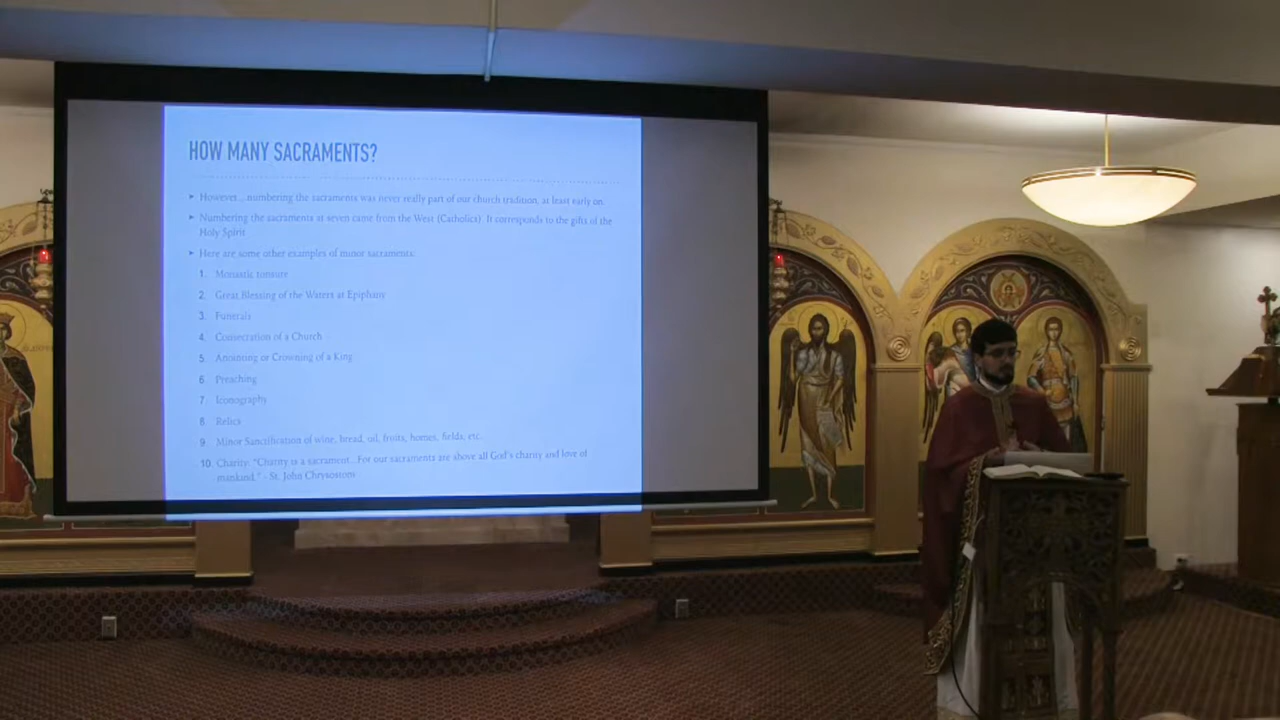 HOW MANY SACRAMENTS?
▸ However...numbering the sacraments was never really part of our church tradition, at least early on.
▸ Numbering the sacraments at seven came from the West (Catholics). It corresponds to the gifts of the
Holy Spirit
▸ Here are some other examples of minor sacraments:
1. Monastic tonsure
2. Great Blessing of the Waters at Epiphany
3. Funerals
4. Consecration of a Church
5. Anointing or Crowning of a King
6. Preaching
7. Iconography
8. Relics
9. Minor Sanctification of wine, bread, oil, fruits, homes, fields, etc.
10. Charity: "Charity is a sacrament...For our sacraments are above all God's charity and love of
mankind." - St. John Chrysostom